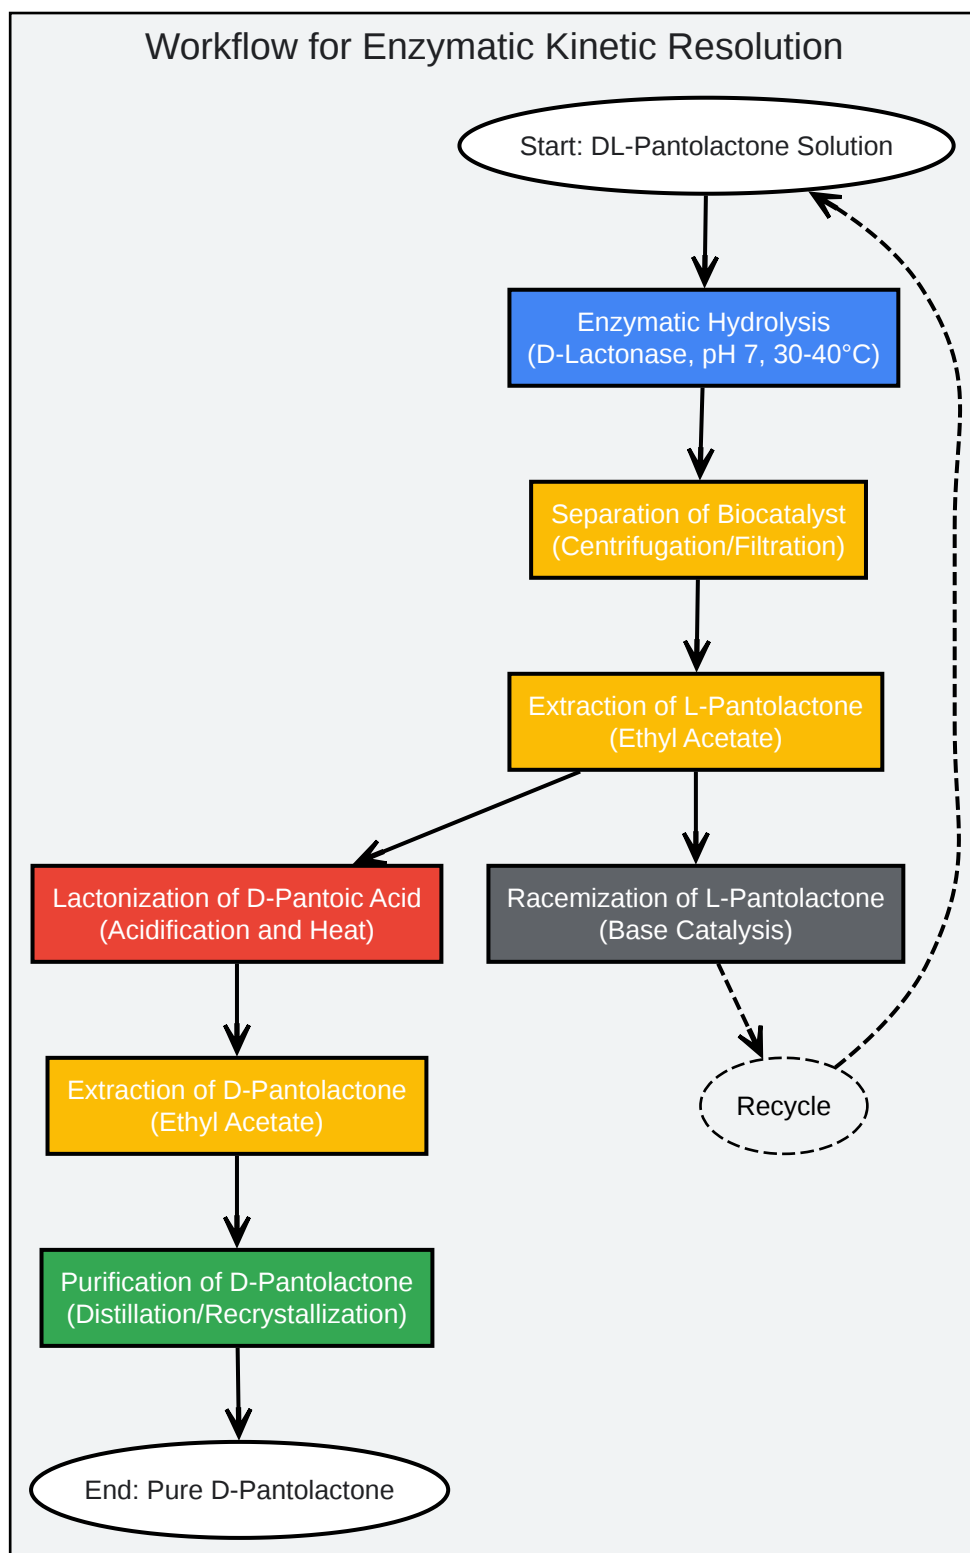 Workflow for Enzymatic Kinetic Resolution
Start: DL-Pantolactone Solution
Enzymatic Hydrolysis
(D-Lactonase, pH 7, 30-40°C)
Separation of Biocatalyst
(Centrifugation/Filtration)
Extraction of L-Pantolactone
(Ethyl Acetate)
Lactonization of D-Pantoic Acid
(Acidification and Heat)
Racemization of L-Pantolactone
(Base Catalysis)
Extraction of D-Pantolactone
(Ethyl Acetate)
Recycle
Purification of D-Pantolactone
(Distillation/Recrystallization)
End: Pure D-Pantolactone